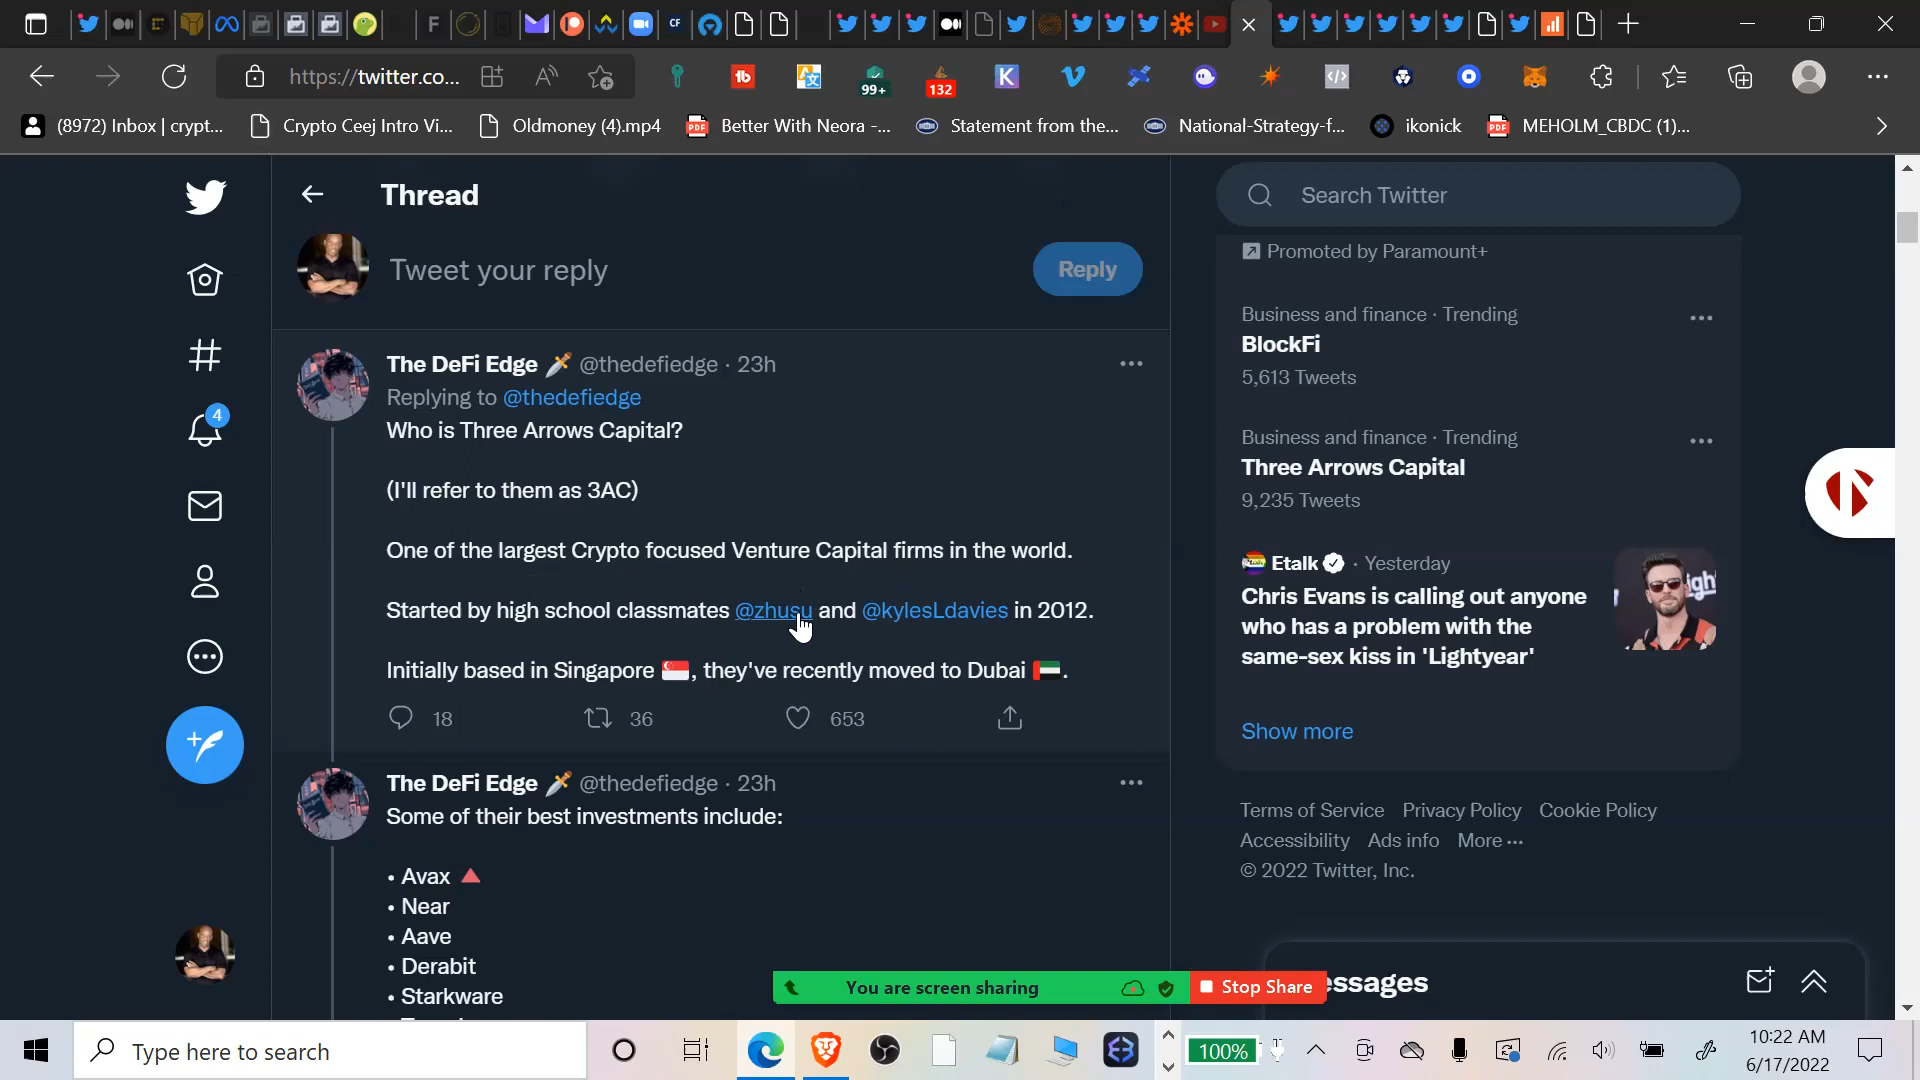 CF
F
https://twitter.co...
99+
132
(8972) Inbox | crypt...
Crypto Ceej Intro Vi...
Oldmoney (4).mp4
Better With Neora -...
Statement from the...
National-Strategy-f...
ikonick
MEHOLM_CBDC (1)...
Thread
Search Twitter
Tweet your reply
Reply
Promoted by Paramount+
Business and finance · Trending
BlockFi
5,613 Tweets
Business and finance · Trending
Three Arrows Capital
9,235 Tweets
Etalk · Yesterday
Chris Evans is calling out anyone
who has a problem with the
same-sex kiss in 'Lightyear'
Show more
Terms of Service Privacy Policy Cookie Policy
Accessibility Ads info More ···
© 2022 Twitter, Inc.
4
The DeFi Edge @thedefiedge · 23h
Replying to @thedefiedge
Who is Three Arrows Capital?
(I'll refer to them as 3AC)
One of the largest Crypto focused Venture Capital firms in the world.
Started by high school classmates @zhusu and @kylesLdavies in 2012.
Initially based in Singapore 🇸🇬, they've recently moved to Dubai 🇦🇪.
18 36 653
The DeFi Edge @thedefiedge · 23h
Some of their best investments include:
• Avax 🔺
• Near
• Aave
• Derabit
• Starkware
You are screen sharing
Stop Share
essages
Type here to search
100%
10:22 AM
6/17/2022